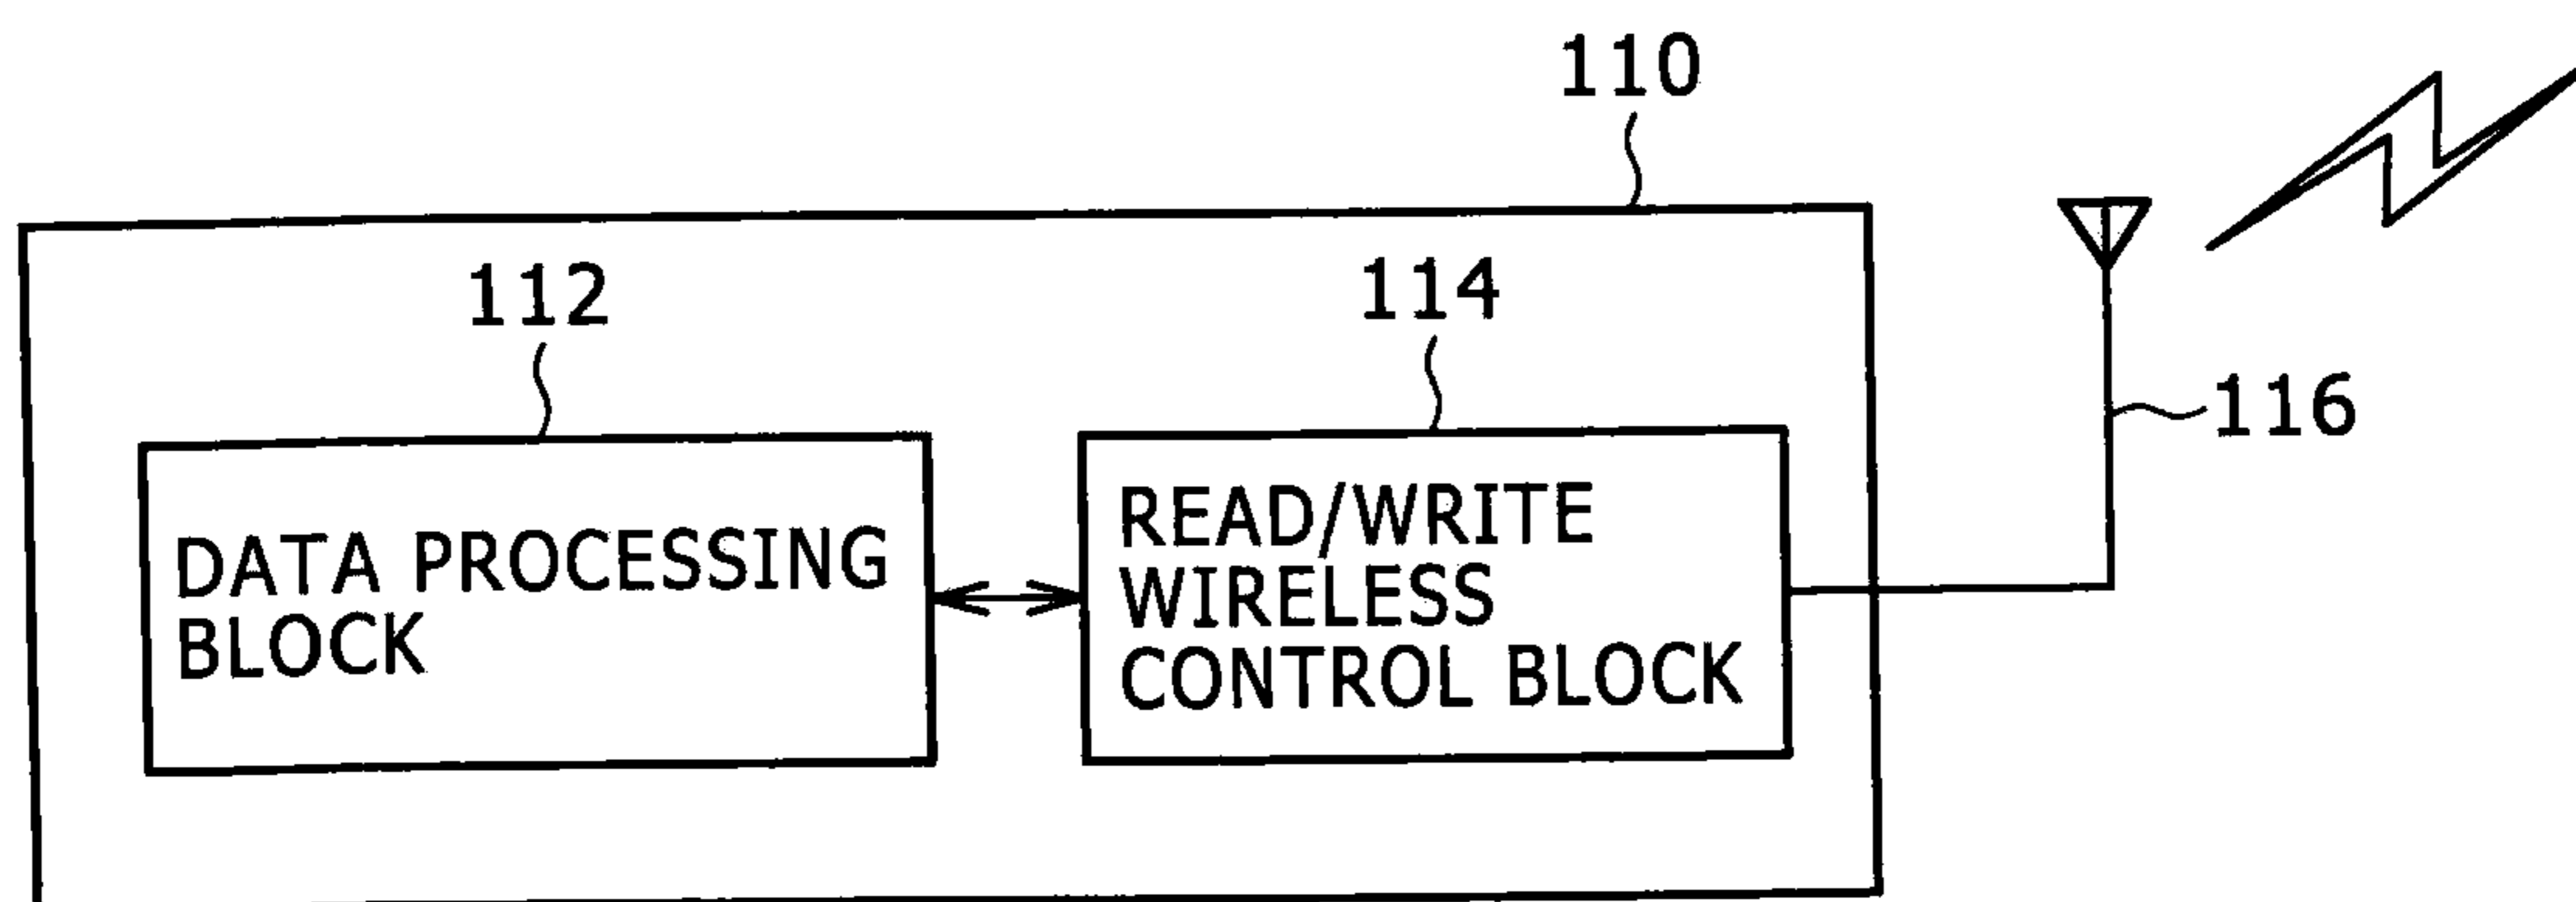 110
112
114
116
DATA PROCESSING
BLOCK
READ/WRITE
WIRELESS
CONTROL BLOCK